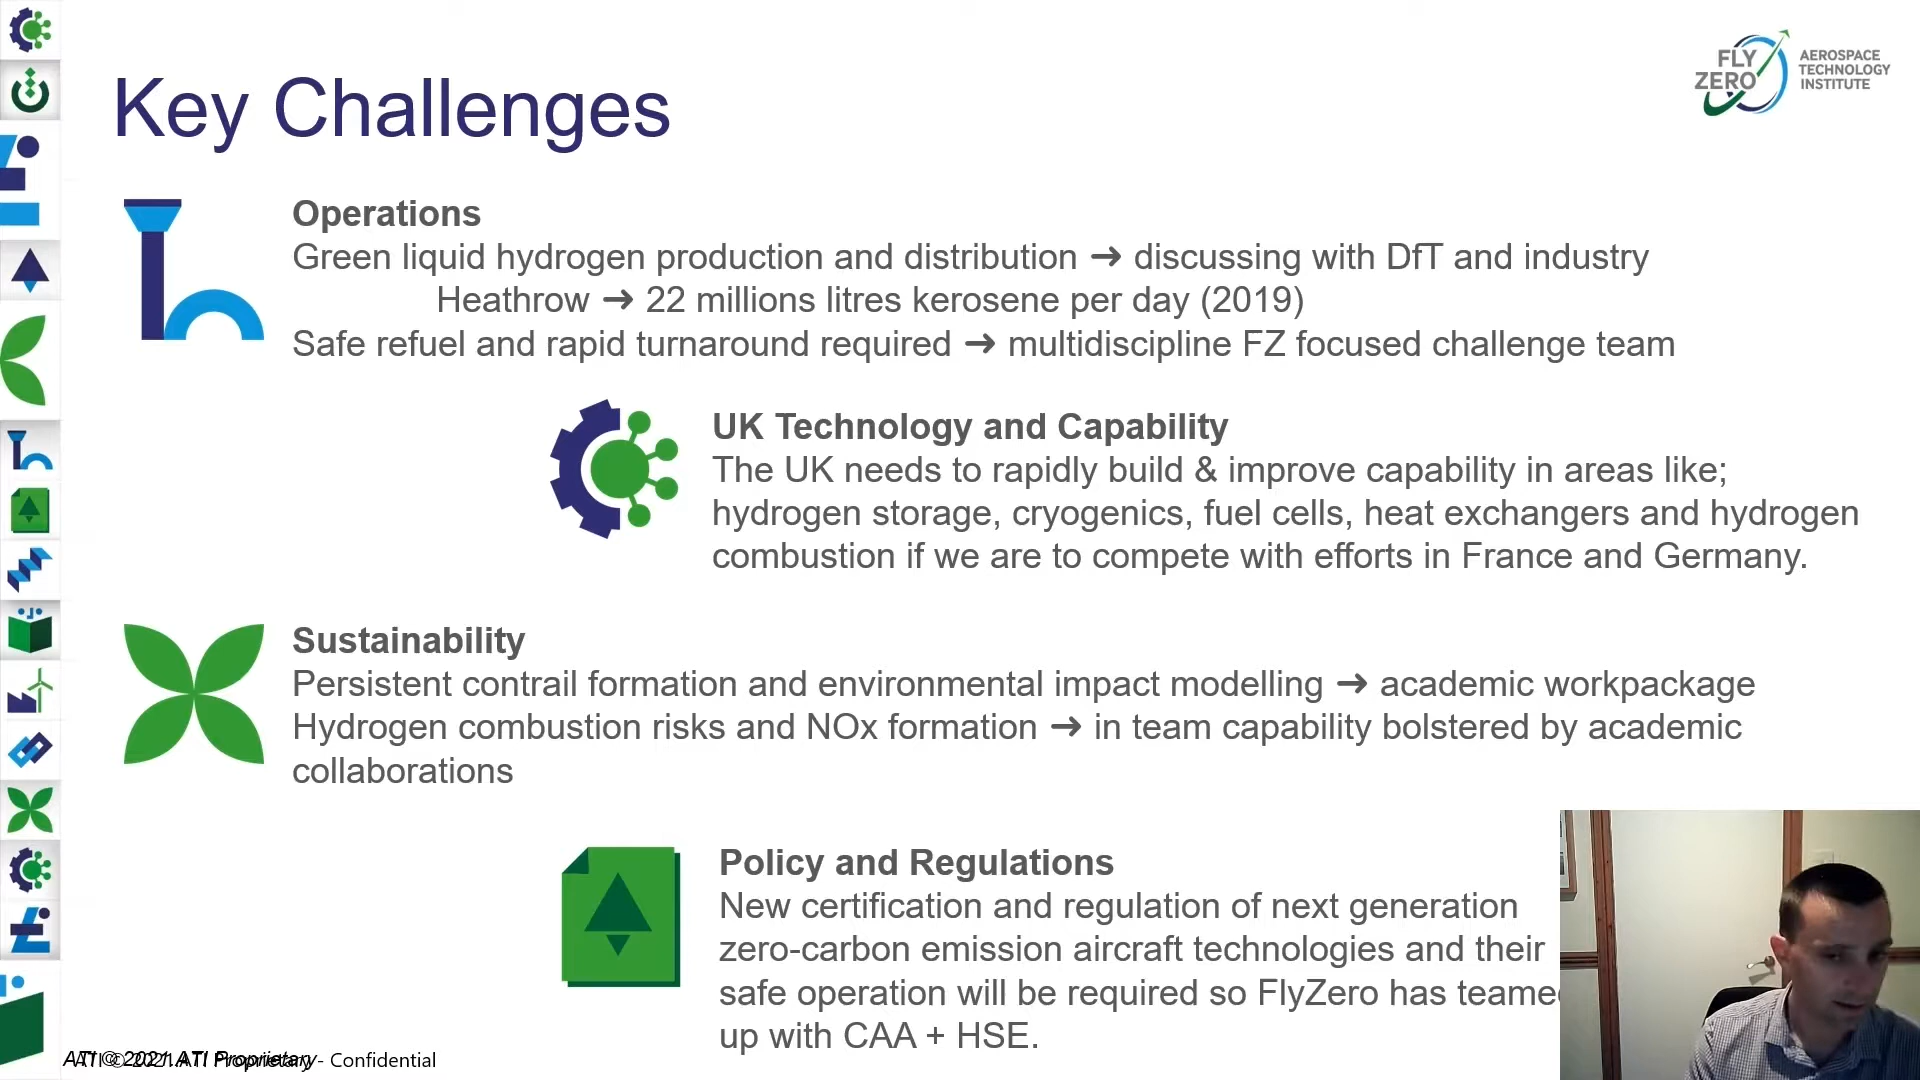 FLY
ZERO
AEROSPACE
TECHNOLOGY
INSTITUTE
Key Challenges
Operations
Green liquid hydrogen production and distribution ➜ discussing with DfT and industry
Heathrow ➜ 22 millions litres kerosene per day (2019)
Safe refuel and rapid turnaround required ➜ multidiscipline FZ focused challenge team
UK Technology and Capability
The UK needs to rapidly build & improve capability in areas like;
hydrogen storage, cryogenics, fuel cells, heat exchangers and hydrogen
combustion if we are to compete with efforts in France and Germany.
Sustainability
Persistent contrail formation and environmental impact modelling ➜ academic workpackage
Hydrogen combustion risks and NOx formation ➜ in team capability bolstered by academic
collaborations
Policy and Regulations
New certification and regulation of next generation
zero-carbon emission aircraft technologies and their
safe operation will be required so FlyZero has teame
up with CAA + HSE.
ATI © 2021. ATI Proprietary - Confidential